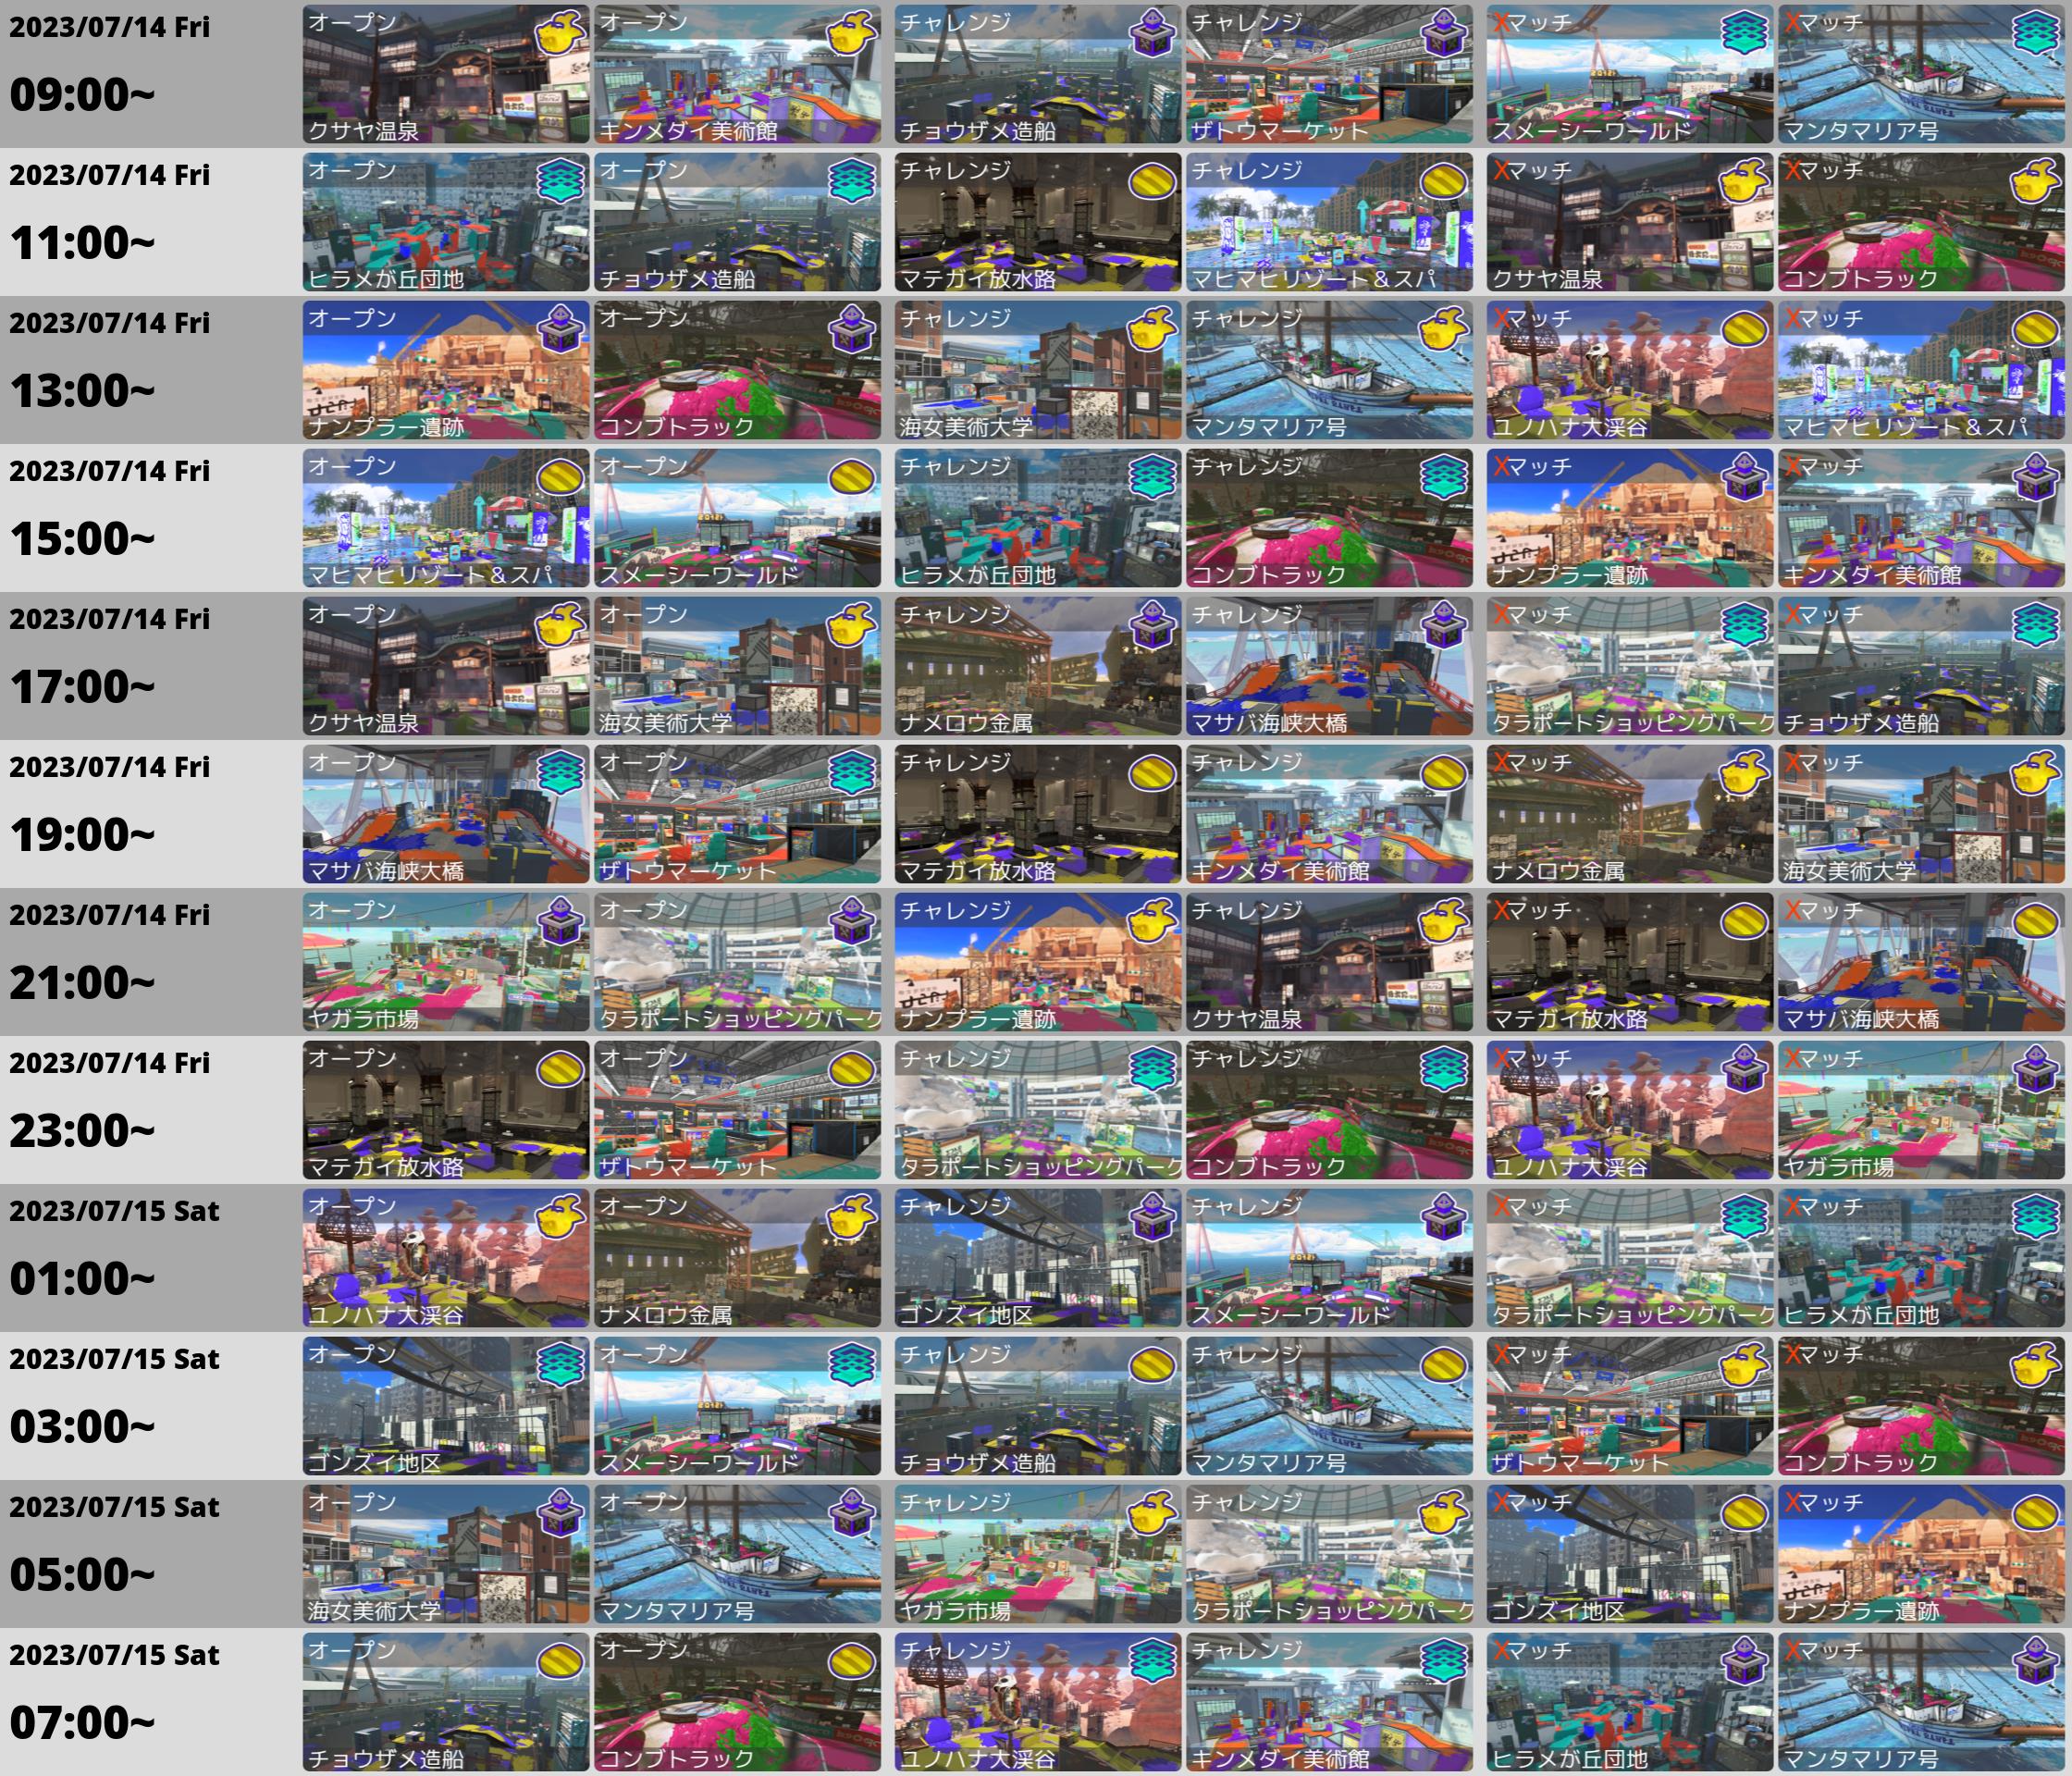 2023/07/14 Fri
09:00~
オープン
クサヤ温泉
オープン
キンメダイ美術館
チャレンジ
チョウザメ造船
チャレンジ
ザトウマーケット
Xマッチ
スメーシーワールド
Xマッチ
マンタマリア号
2023/07/14 Fri
11:00~
オープン
ヒラメが丘団地
オープン
チョウザメ造船
チャレンジ
マテガイ放水路
チャレンジ
マヒマヒリゾート＆スパ
Xマッチ
クサヤ温泉
Xマッチ
コンブトラック
2023/07/14 Fri
13:00~
オープン
ナンプラー遺跡
オープン
コンブトラック
チャレンジ
海女美術大学
チャレンジ
マンタマリア号
Xマッチ
ユノハナ大渓谷
Xマッチ
マヒマヒリゾート＆スパ
2023/07/14 Fri
15:00~
オープン
マヒマヒリゾート＆スパ
オープン
スメーシーワールド
チャレンジ
ヒラメが丘団地
チャレンジ
コンブトラック
Xマッチ
ナンプラー遺跡
Xマッチ
キンメダイ美術館
2023/07/14 Fri
17:00~
オープン
クサヤ温泉
オープン
海女美術大学
チャレンジ
ナメロウ金属
チャレンジ
マサバ海峡大橋
Xマッチ
タラポートショッピングパーク
Xマッチ
チョウザメ造船
2023/07/14 Fri
19:00~
オープン
マサバ海峡大橋
オープン
ザトウマーケット
チャレンジ
マテガイ放水路
チャレンジ
キンメダイ美術館
Xマッチ
ナメロウ金属
Xマッチ
海女美術大学
2023/07/14 Fri
21:00~
オープン
ヤガラ市場
オープン
タラポートショッピングパーク
チャレンジ
ナンプラー遺跡
チャレンジ
クサヤ温泉
Xマッチ
マテガイ放水路
Xマッチ
マサバ海峡大橋
2023/07/14 Fri
23:00~
オープン
マテガイ放水路
オープン
ザトウマーケット
チャレンジ
タラポートショッピングパーク
チャレンジ
コンブトラック
Xマッチ
ユノハナ大渓谷
Xマッチ
ヤガラ市場
2023/07/15 Sat
01:00~
オープン
ユノハナ大渓谷
オープン
ナメロウ金属
チャレンジ
ゴンズイ地区
チャレンジ
スメーシーワールド
Xマッチ
タラポートショッピングパーク
Xマッチ
ヒラメが丘団地
2023/07/15 Sat
03:00~
オープン
ゴンズイ地区
オープン
スメーシーワールド
チャレンジ
チョウザメ造船
チャレンジ
マンタマリア号
Xマッチ
ザトウマーケット
Xマッチ
コンブトラック
2023/07/15 Sat
05:00~
オープン
海女美術大学
オープン
マンタマリア号
チャレンジ
ヤガラ市場
チャレンジ
タラポートショッピングパーク
Xマッチ
ゴンズイ地区
Xマッチ
ナンプラー遺跡
2023/07/15 Sat
07:00~
オープン
チョウザメ造船
オープン
コンブトラック
チャレンジ
ユノハナ大渓谷
チャレンジ
キンメダイ美術館
Xマッチ
ヒラメが丘団地
Xマッチ
マンタマリア号